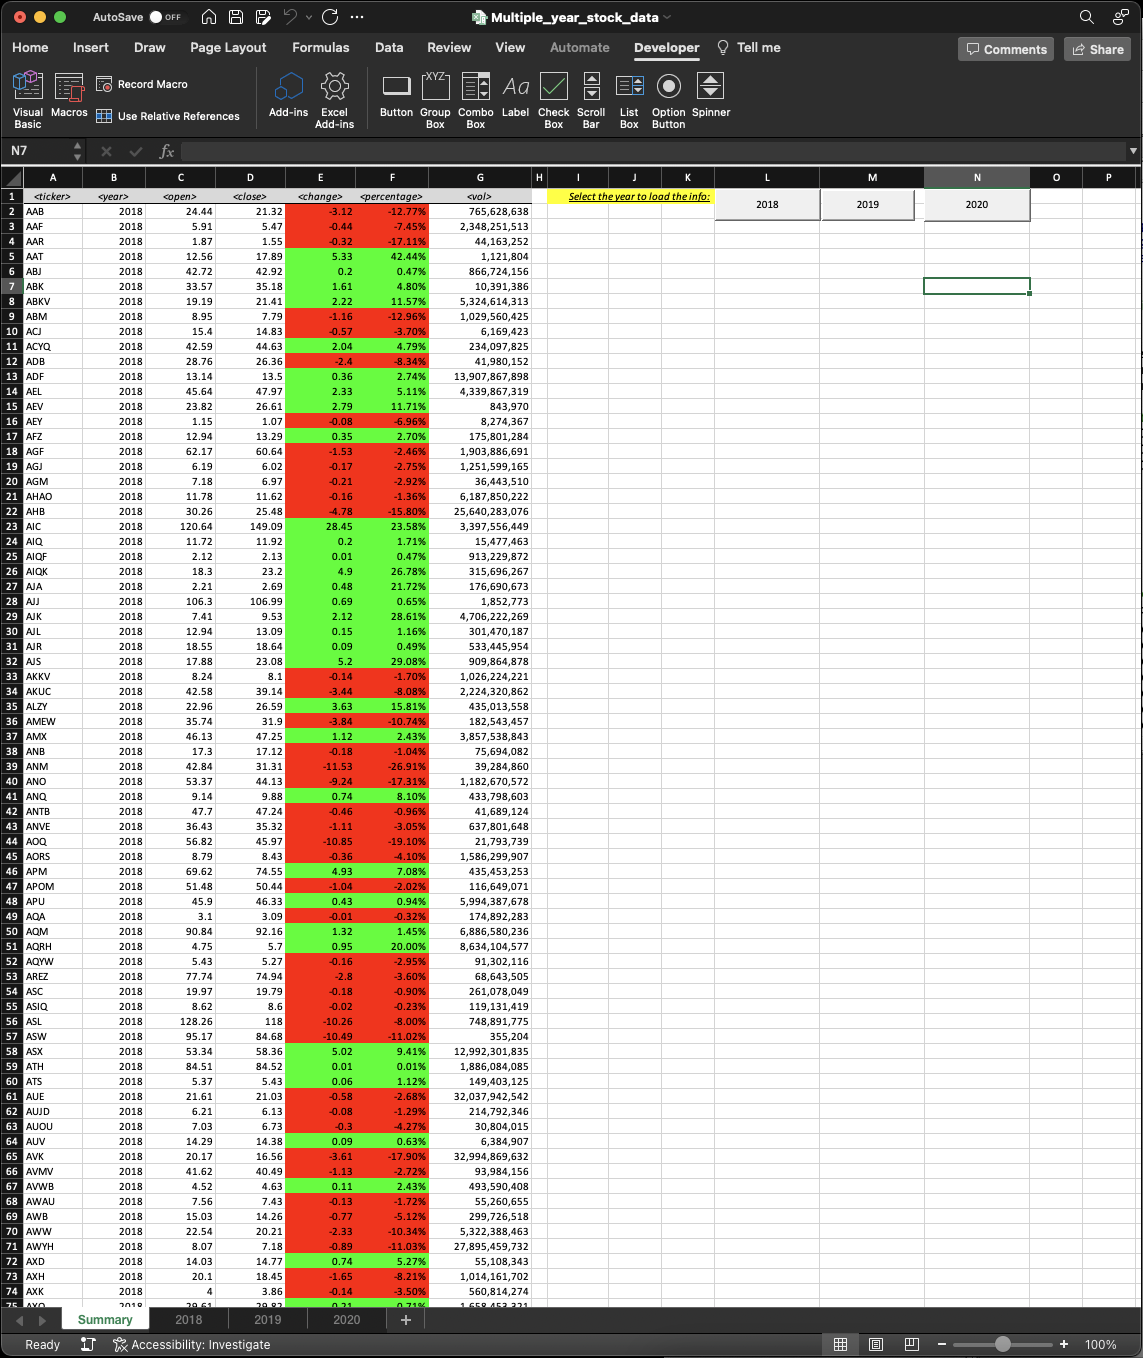 AutoSave OFF Multiple_year_stock_data
Home Insert Draw Page Layout Formulas Data Review View Automate Developer Tell me Comments Share
Visual Basic Macros Record Macro Use Relative References Add-ins Excel Add-ins Button Group Box Combo Box Label Check Box Scroll Bar List Box Option Button Spinner
N7 fx
A B C D E F G H I J K L M N O P
1 <ticker> <year> <open> <close> <change> <percentage> <vol> Select the year to load the info: 2018 2019 2020
2 AAB 2018 24.44 21.32 -3.12 -12.77% 765,628,638
3 AAF 2018 5.91 5.47 -0.44 -7.45% 2,348,251,513
4 AAR 2018 1.87 1.55 -0.32 -17.11% 44,163,252
5 AAT 2018 12.56 17.89 5.33 42.44% 1,121,804
6 ABJ 2018 42.72 42.92 0.2 0.47% 866,724,156
7 ABK 2018 33.57 35.18 1.61 4.80% 10,391,386
8 ABKV 2018 19.19 21.41 2.22 11.57% 5,324,614,313
9 ABM 2018 8.95 7.79 -1.16 -12.96% 1,029,560,425
10 ACJ 2018 15.4 14.83 -0.57 -3.70% 6,169,423
11 ACYQ 2018 42.59 44.63 2.04 4.79% 234,097,825
12 ADB 2018 28.76 26.36 -2.4 -8.34% 41,980,152
13 ADF 2018 13.14 13.5 0.36 2.74% 13,907,867,898
14 AEL 2018 45.64 47.97 2.33 5.11% 4,339,867,319
15 AEV 2018 23.82 26.61 2.79 11.71% 843,970
16 AEY 2018 1.15 1.07 -0.08 -6.96% 8,274,367
17 AFZ 2018 12.94 13.29 0.35 2.70% 175,801,284
18 AGF 2018 62.17 60.64 -1.53 -2.46% 1,903,886,691
19 AGJ 2018 6.19 6.02 -0.17 -2.75% 1,251,599,165
20 AGM 2018 7.18 6.97 -0.21 -2.92% 36,443,510
21 AHAO 2018 11.78 11.62 -0.16 -1.36% 6,187,850,222
22 AHB 2018 30.26 25.48 -4.78 -15.80% 25,640,283,076
23 AIC 2018 120.64 149.09 28.45 23.58% 3,397,556,449
24 AIQ 2018 11.72 11.92 0.2 1.71% 15,477,463
25 AIQF 2018 2.12 2.13 0.01 0.47% 913,229,872
26 AIQK 2018 18.3 23.2 4.9 26.78% 315,696,267
27 AJA 2018 2.21 2.69 0.48 21.72% 176,690,673
28 AJJ 2018 106.3 106.99 0.69 0.65% 1,852,773
29 AJK 2018 7.41 9.53 2.12 28.61% 4,706,222,269
30 AJL 2018 12.94 13.09 0.15 1.16% 301,470,187
31 AJR 2018 18.55 18.64 0.09 0.49% 533,445,954
32 AJS 2018 17.88 23.08 5.2 29.08% 909,864,878
33 AKKV 2018 8.24 8.1 -0.14 -1.70% 1,026,224,221
34 AKUC 2018 42.58 39.14 -3.44 -8.08% 2,224,320,862
35 ALZY 2018 22.96 26.59 3.63 15.81% 435,013,558
36 AMEW 2018 35.74 31.9 -3.84 -10.74% 182,543,457
37 AMX 2018 46.13 47.25 1.12 2.43% 3,857,538,843
38 ANB 2018 17.3 17.12 -0.18 -1.04% 75,694,082
39 ANM 2018 42.84 31.31 -11.53 -26.91% 39,284,860
40 ANO 2018 53.37 44.13 -9.24 -17.31% 1,182,670,572
41 ANQ 2018 9.14 9.88 0.74 8.10% 433,798,603
42 ANTB 2018 47.7 47.24 -0.46 -0.96% 41,689,124
43 ANVE 2018 36.43 35.32 -1.11 -3.05% 637,801,648
44 AOQ 2018 56.82 45.97 -10.85 -19.10% 21,793,739
45 AORS 2018 8.79 8.43 -0.36 -4.10% 1,586,299,907
46 APM 2018 69.62 74.55 4.93 7.08% 435,453,253
47 APOM 2018 51.48 50.44 -1.04 -2.02% 116,649,071
48 APU 2018 45.9 46.33 0.43 0.94% 5,994,387,678
49 AQA 2018 3.1 3.09 -0.01 -0.32% 174,892,283
50 AQM 2018 90.84 92.16 1.32 1.45% 6,886,580,236
51 AQRH 2018 4.75 5.7 0.95 20.00% 8,634,104,577
52 AQYW 2018 5.43 5.27 -0.16 -2.95% 91,302,116
53 AREZ 2018 77.74 74.94 -2.8 -3.60% 68,643,505
54 ASC 2018 19.97 19.79 -0.18 -0.90% 261,078,049
55 ASIQ 2018 8.62 8.6 -0.02 -0.23% 119,131,419
56 ASL 2018 128.26 118 -10.26 -8.00% 748,891,775
57 ASW 2018 95.17 84.68 -10.49 -11.02% 355,204
58 ASX 2018 53.34 58.36 5.02 9.41% 12,992,301,835
59 ATH 2018 84.51 84.52 0.01 0.01% 1,886,084,085
60 ATS 2018 5.37 5.43 0.06 1.12% 149,403,125
61 AUE 2018 21.61 21.03 -0.58 -2.68% 32,037,942,542
62 AUJD 2018 6.21 6.13 -0.08 -1.29% 214,792,346
63 AUOU 2018 7.03 6.73 -0.3 -4.27% 30,804,015
64 AUV 2018 14.29 14.38 0.09 0.63% 6,384,907
65 AVK 2018 20.17 16.56 -3.61 -17.90% 32,994,869,632
66 AVMV 2018 41.62 40.49 -1.13 -2.72% 93,984,156
67 AVWB 2018 4.52 4.63 0.11 2.43% 493,590,408
68 AWAU 2018 7.56 7.43 -0.13 -1.72% 55,260,655
69 AWB 2018 15.03 14.26 -0.77 -5.12% 299,726,518
70 AWW 2018 22.54 20.21 -2.33 -10.34% 5,322,388,463
71 AWYH 2018 8.07 7.18 -0.89 -11.03% 27,895,459,732
72 AXD 2018 14.03 14.77 0.74 5.27% 55,108,343
73 AXH 2018 20.1 18.45 -1.65 -8.21% 1,014,161,702
74 AXK 2018 4 3.86 -0.14 -3.50% 560,814,274
75 2018 29.61 29.82 0.21 0.71%
Summary 2018 2019 2020 +
Ready Accessibility: Investigate 100%